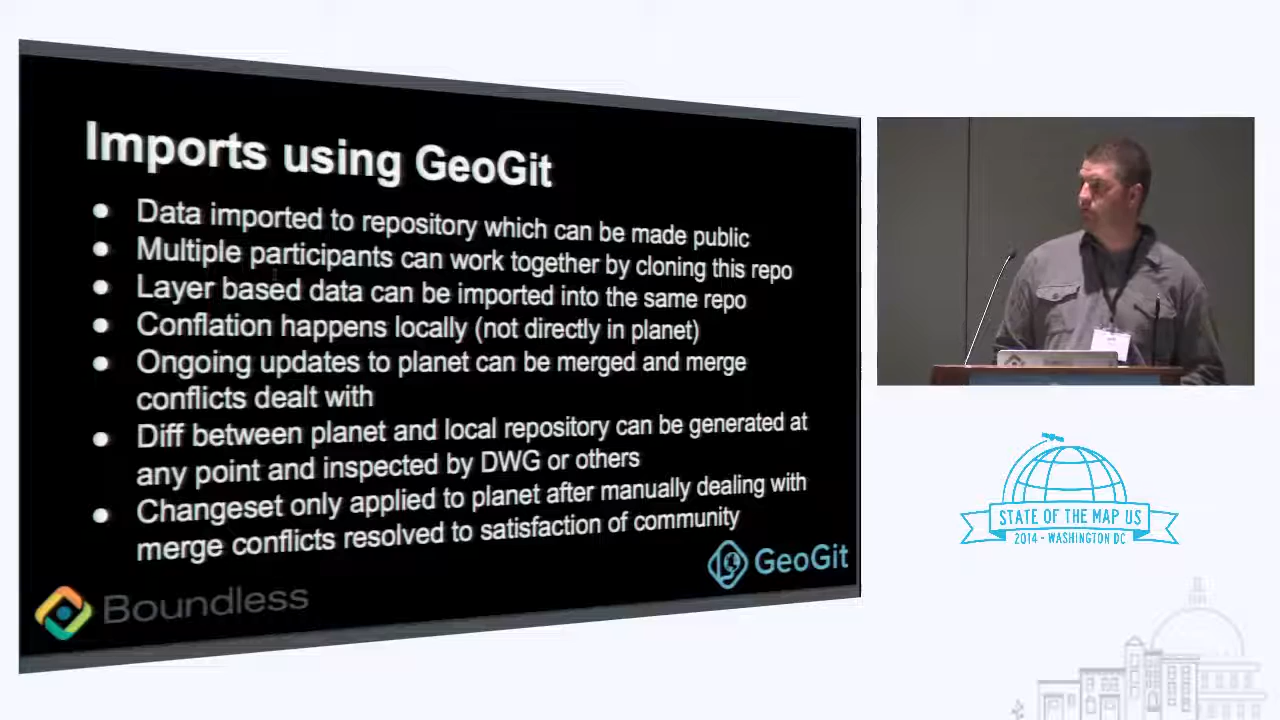 Imports using GeoGit
● Data imported to repository which can be made public
● Multiple participants can work together by cloning this repo
● Layer based data can be imported into the same repo
● Conflation happens locally (not directly in planet)
● Ongoing updates to planet can be merged and merge
conflicts dealt with
● Diff between planet and local repository can be generated at
any point and inspected by DWG or others
● Changeset only applied to planet after manually dealing with
merge conflicts resolved to satisfaction of community
GeoGit
Boundless
STATE OF THE MAP US
2014 - WASHINGTON DC